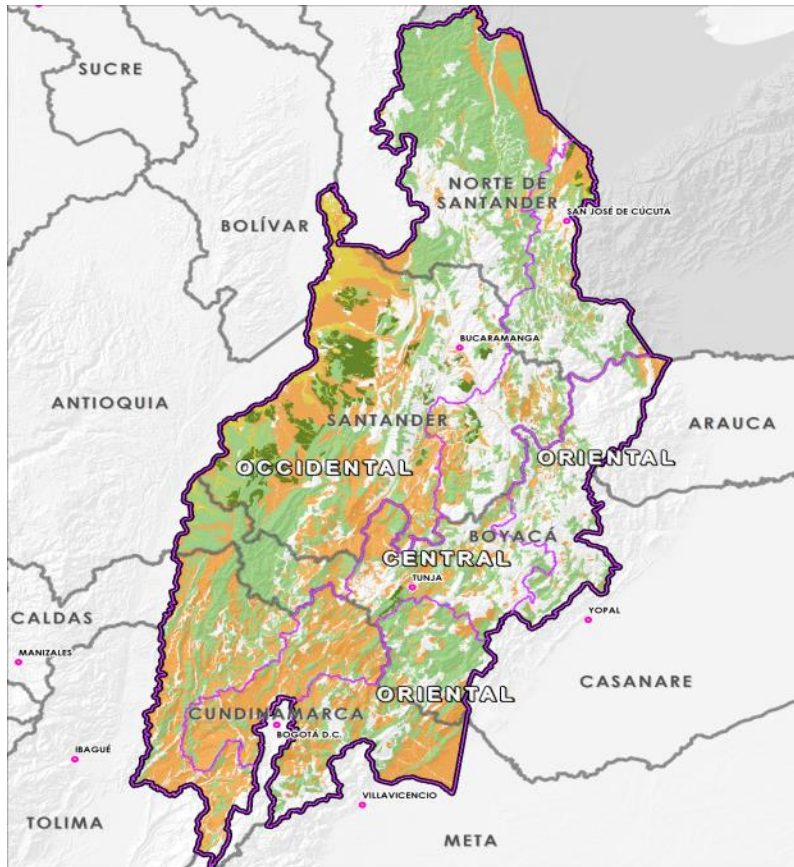 SUCRE
NORTE DE
SANTANDER
SAN JOSÉ DE CÚCUTA
BOLÍVAR
BUCARAMANGA
ANTIOQUIA
SANTANDER
ARAUCA
OCCIDENTAL
ORIENTAL
BOYACÁ
CENTRAL
TUNJA
CALDAS
YOPAL
MANIZALES
CASANARE
ORIENTAL
CUNDINAMARCA
BOGOTÁ D.C.
IBAGUÉ
VILLAVICENCIO
TOLIMA
META